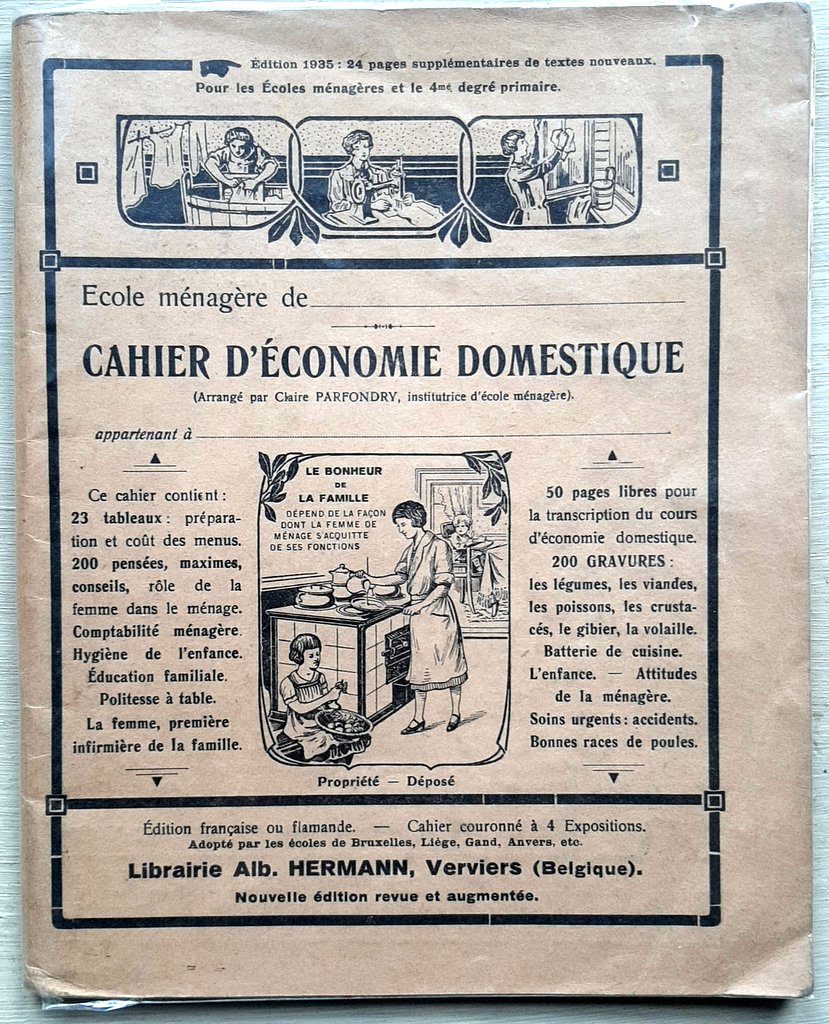 Édition 1935 : 24 pages supplémentaires de textes nouveaux.
Pour les Écoles ménagères et le 4me degré primaire.
Ecole ménagère de
CAHIER D'ÉCONOMIE DOMESTIQUE
(Arrangé par Claire PARFONDRY, institutrice d'école ménagère).
appartenant à
Ce cahier contient :
23 tableaux : prépara-
tion et coût des menus.
200 pensées, maximes,
conseils, rôle de la
femme dans le ménage.
Comptabilité ménagère.
Hygiène de l'enfance.
Éducation familiale.
Politesse à table.
La femme, première
infirmière de la famille.
LE BONHEUR
DE
LA FAMILLE
DÉPEND DE LA FAÇON
DONT LA FEMME DE
MÉNAGE S'ACQUITTE
DE SES FONCTIONS
50 pages libres pour
la transcription du cours
d'économie domestique.
200 GRAVURES :
les légumes, les viandes,
les poissons, les crusta-
cés, le gibier, la volaille.
Batterie de cuisine.
L'enfance. — Attitudes
de la ménagère.
Soins urgents : accidents.
Bonnes races de poules.
Propriété — Déposé
Édition française ou flamande. — Cahier couronné à 4 Expositions.
Adopté par les écoles de Bruxelles, Liège, Gand, Anvers, etc.
Librairie Alb. HERMANN, Verviers (Belgique).
Nouvelle édition revue et augmentée.